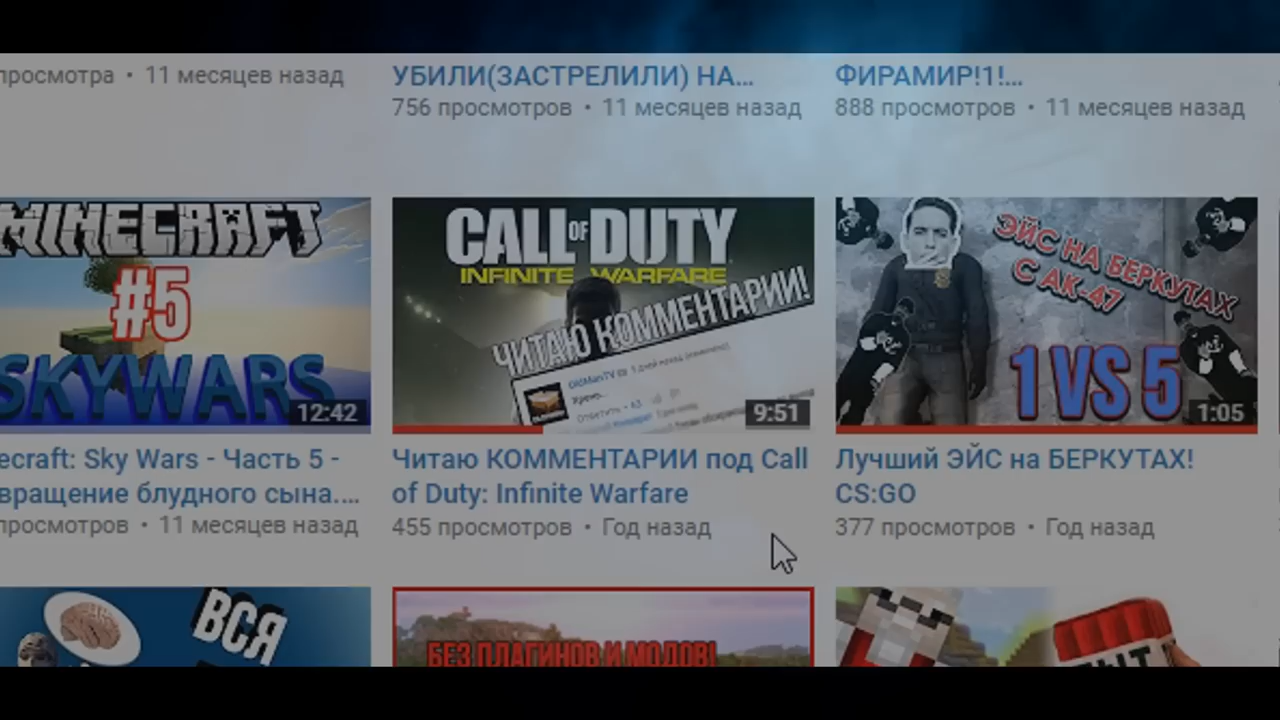 просмотра • 11 месяцев назад
УБИЛИ(ЗАСТРЕЛИЛИ) НА...
756 просмотров • 11 месяцев назад
ФИРАМИР!1!...
888 просмотров • 11 месяцев назад
MINECRAFT
#5
SKYWARS
12:42
ecraft: Sky Wars - Часть 5 -
вращение блудного сына....
просмотров • 11 месяцев назад
CALL OF DUTY
INFINITE WARFARE
ЧИТАЮ КОММЕНТАРИИ!
9:51
Читаю КОММЕНТАРИИ под Call
of Duty: Infinite Warfare
455 просмотров • Год назад
ЭЙС НА БЕРКУТАХ
С АК-47
1 VS 5
1:05
Лучший ЭЙС на БЕРКУТАХ!
CS:GO
377 просмотров • Год назад
ВСЯ
БЕЗ ПЛАГИНОВ И МОДОВ!